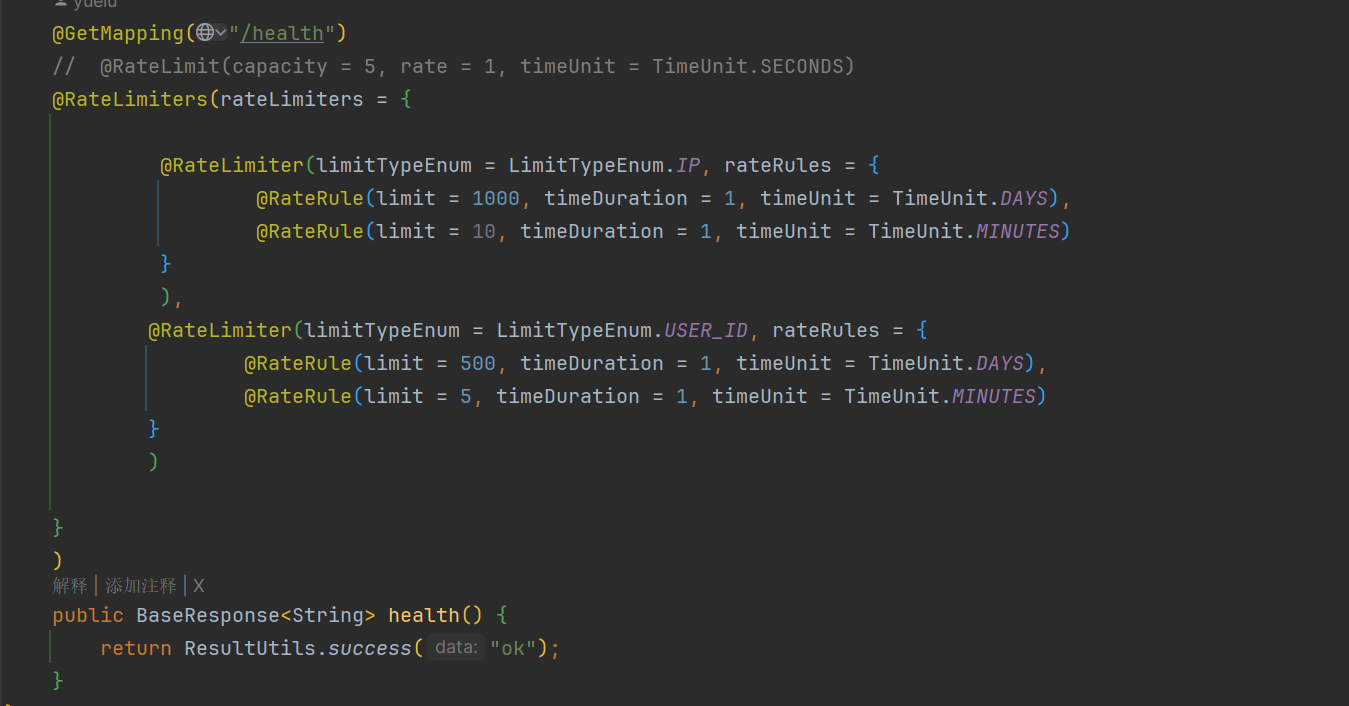 yuelu
@GetMapping("/health")
//  @RateLimit(capacity = 5, rate = 1, timeUnit = TimeUnit.SECONDS)
@RateLimiters(rateLimiters = {
@RateLimiter(limitTypeEnum = LimitTypeEnum.IP, rateRules = {
@RateRule(limit = 1000, timeDuration = 1, timeUnit = TimeUnit.DAYS),
@RateRule(limit = 10, timeDuration = 1, timeUnit = TimeUnit.MINUTES)
}
),
@RateLimiter(limitTypeEnum = LimitTypeEnum.USER_ID, rateRules = {
@RateRule(limit = 500, timeDuration = 1, timeUnit = TimeUnit.DAYS),
@RateRule(limit = 5, timeDuration = 1, timeUnit = TimeUnit.MINUTES)
}
)
}
)
解释 | 添加注释 | X
public BaseResponse<String> health() {
return ResultUtils.success( data: "ok");
}